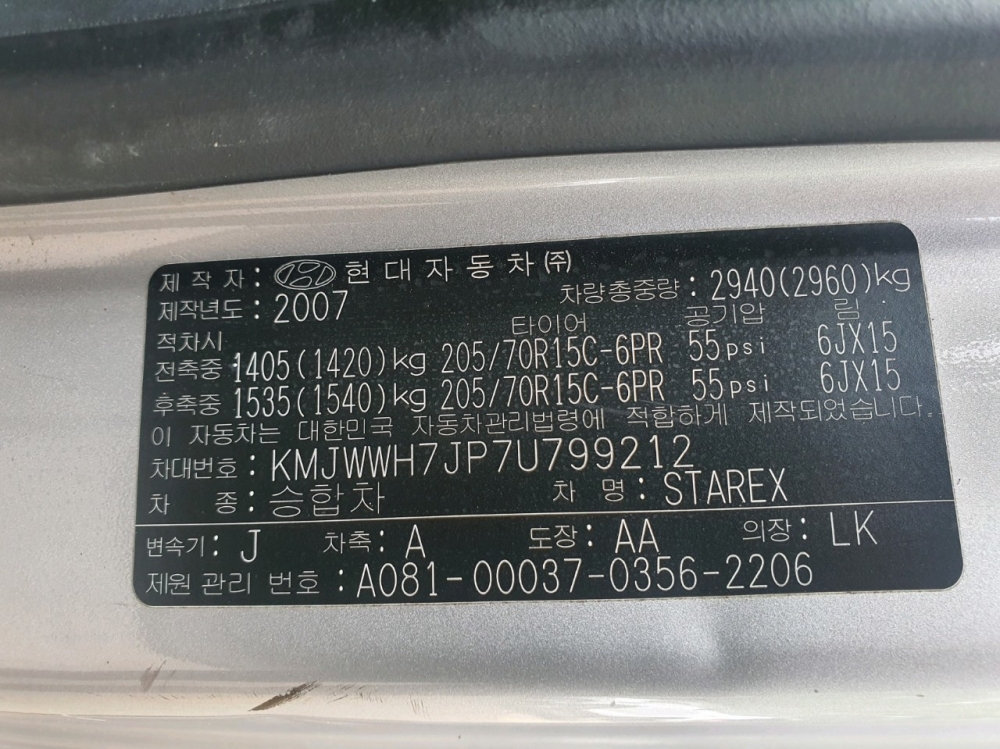 제 작 자 : 현대자동차㈜
제작년도 : 2007 차량총중량 : 2940(2960)kg
적차시 타이어 공기압 림
전축중 1405(1420)kg 205/70R15C-6PR 55psi 6JX15
후축중 1535(1540)kg 205/70R15C-6PR 55psi 6JX15
이 자동차는 대한민국 자동차관리법령에 적합하게 제작되었습니다.
차대번호 : KMJWWH7JP7U799212
차 종 : 승합차 차 명 : STAREX
변속기 : J 차축 : A 도장 : AA 의장 : LK
제원 관리 번호 : A081-00037-0356-2206